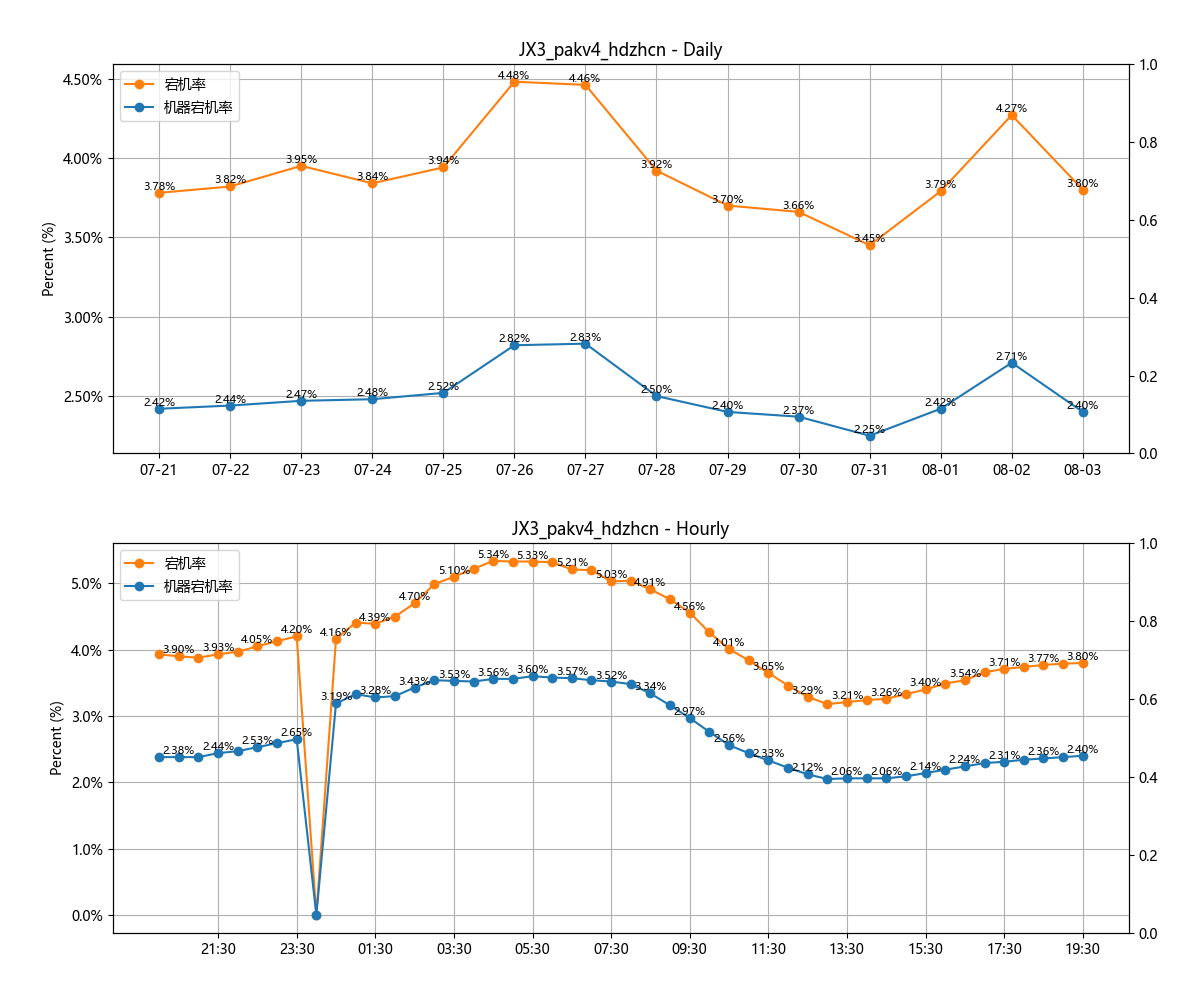 JX3_pakv4_hdzhcn - Daily
宕机率
机器宕机率
Percent (%)
4.50%
4.00%
3.50%
3.00%
2.50%
1.0
0.8
0.6
0.4
0.2
0.0
3.78% 3.82% 3.95% 3.84% 3.94% 4.48% 4.46% 3.92% 3.70% 3.66% 3.45% 3.79% 4.27% 3.80%
2.42% 2.44% 2.47% 2.48% 2.52% 2.82% 2.83% 2.50% 2.40% 2.37% 2.25% 2.42% 2.71% 2.40%
07-21 07-22 07-23 07-24 07-25 07-26 07-27 07-28 07-29 07-30 07-31 08-01 08-02 08-03
JX3_pakv4_hdzhcn - Hourly
宕机率
机器宕机率
Percent (%)
5.0%
4.0%
3.0%
2.0%
1.0%
0.0%
1.0
0.8
0.6
0.4
0.2
0.0
3.90% 3.93% 4.05% 4.20% 4.16% 4.39% 4.70% 5.10% 5.34% 5.33% 5.21% 5.03% 4.91% 4.56% 4.01% 3.65% 3.29% 3.21% 3.26% 3.40% 3.54% 3.71% 3.77% 3.80%
2.38% 2.44% 2.53% 2.65% 3.19% 3.28% 3.43% 3.53% 3.56% 3.60% 3.57% 3.52% 3.34% 2.97% 2.56% 2.33% 2.12% 2.06% 2.06% 2.14% 2.24% 2.31% 2.36% 2.40%
21:30 23:30 01:30 03:30 05:30 07:30 09:30 11:30 13:30 15:30 17:30 19:30